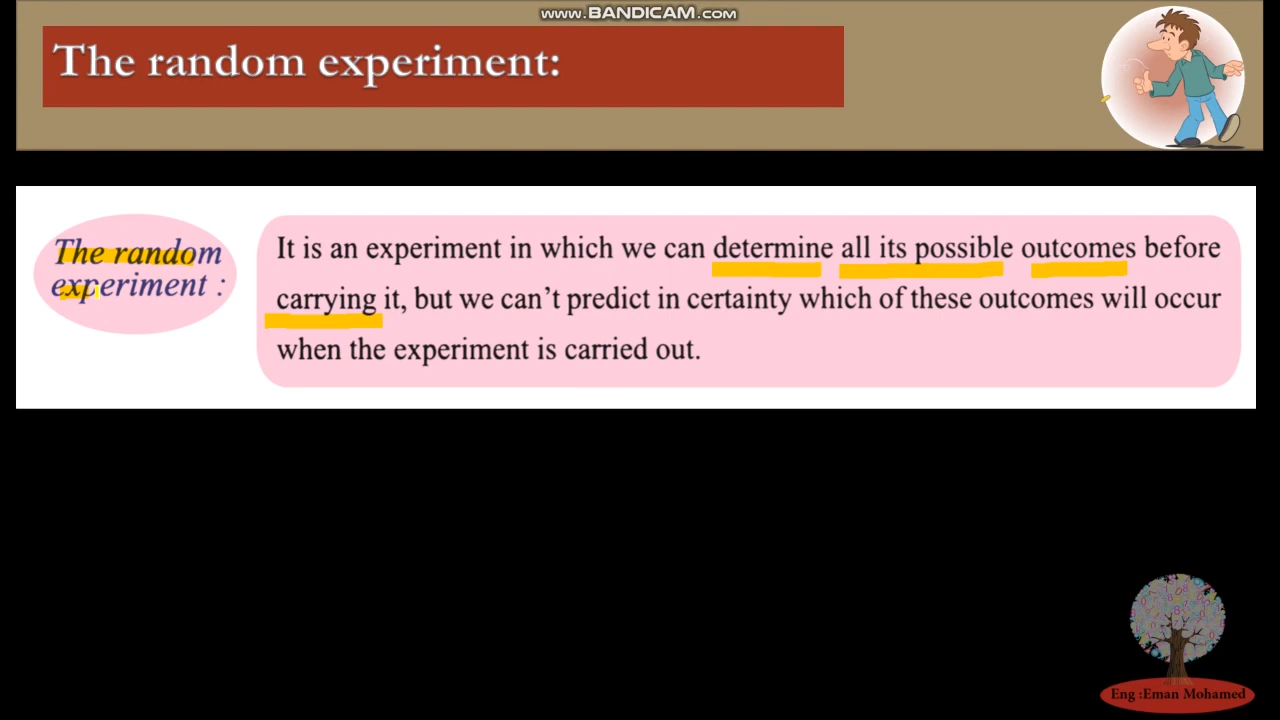 www.BANDICAM.com
The random experiment:
The random
experiment :
It is an experiment in which we can determine all its possible outcomes before
carrying it, but we can’t predict in certainty which of these outcomes will occur
when the experiment is carried out.
Eng :Eman Mohamed